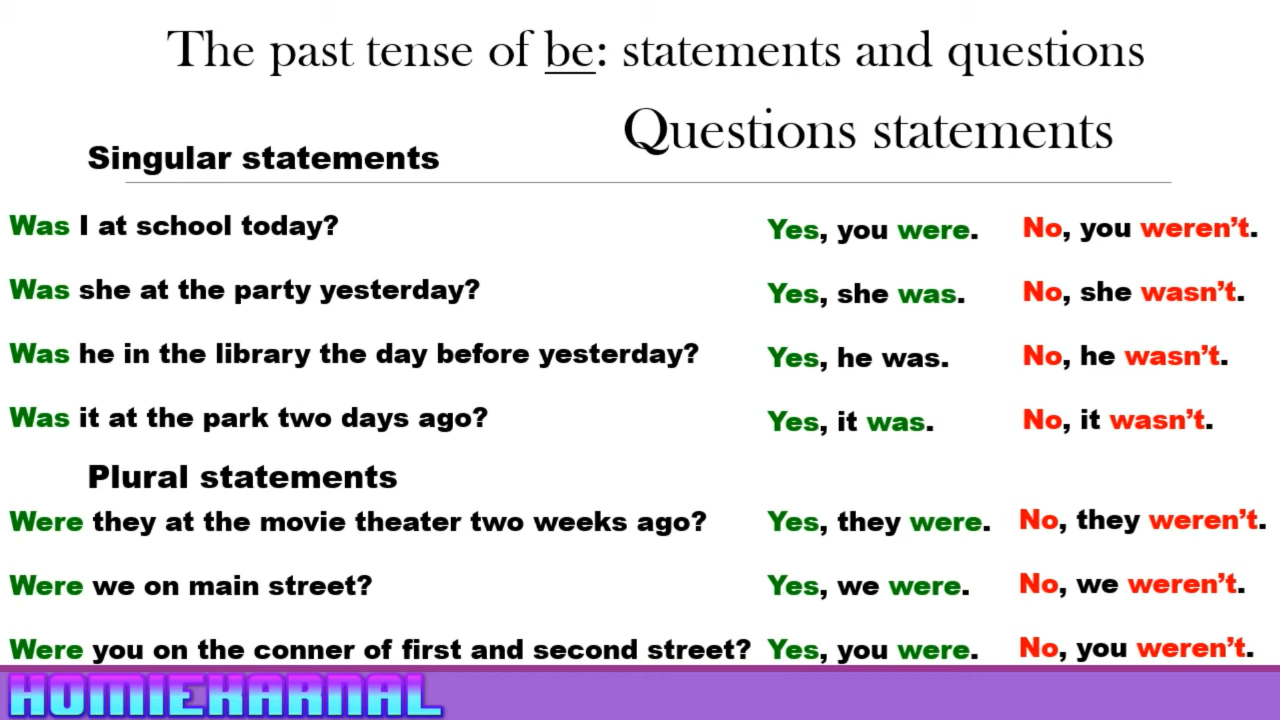 The past tense of be: statements and questions
Questions statements
Singular statements
Was I at school today? Yes, you were. No, you weren't.
Was she at the party yesterday? Yes, she was. No, she wasn't.
Was he in the library the day before yesterday? Yes, he was. No, he wasn't.
Was it at the park two days ago? Yes, it was. No, it wasn't.
Plural statements
Were they at the movie theater two weeks ago? Yes, they were. No, they weren't.
Were we on main street? Yes, we were. No, we weren't.
Were you on the conner of first and second street? Yes, you were. No, you weren't.
HOMIEKARNAL